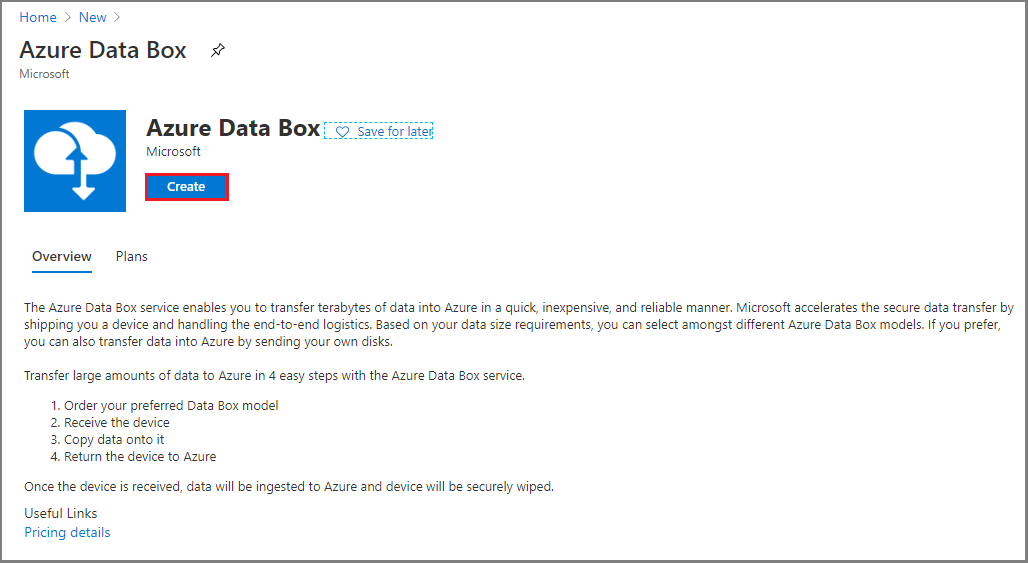 Home > New >
Azure Data Box
Microsoft
Azure Data Box Save for later
Microsoft
Create
Overview Plans
The Azure Data Box service enables you to transfer terabytes of data into Azure in a quick, inexpensive, and reliable manner. Microsoft accelerates the secure data transfer by
shipping you a device and handling the end-to-end logistics. Based on your data size requirements, you can select amongst different Azure Data Box models. If you prefer,
you can also transfer data into Azure by sending your own disks.
Transfer large amounts of data to Azure in 4 easy steps with the Azure Data Box service.
1. Order your preferred Data Box model
2. Receive the device
3. Copy data onto it
4. Return the device to Azure
Once the device is received, data will be ingested to Azure and device will be securely wiped.
Useful Links
Pricing details